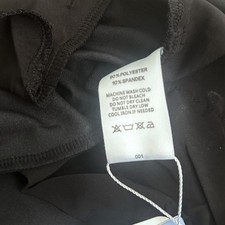 90% POLYESTER
10% SPANDEX
MACHINE WASH COLD
DO NOT BLEACH
DO NOT DRY CLEAN
TUMBLE DRY LOW
COOL IRON IF NEEDED
001